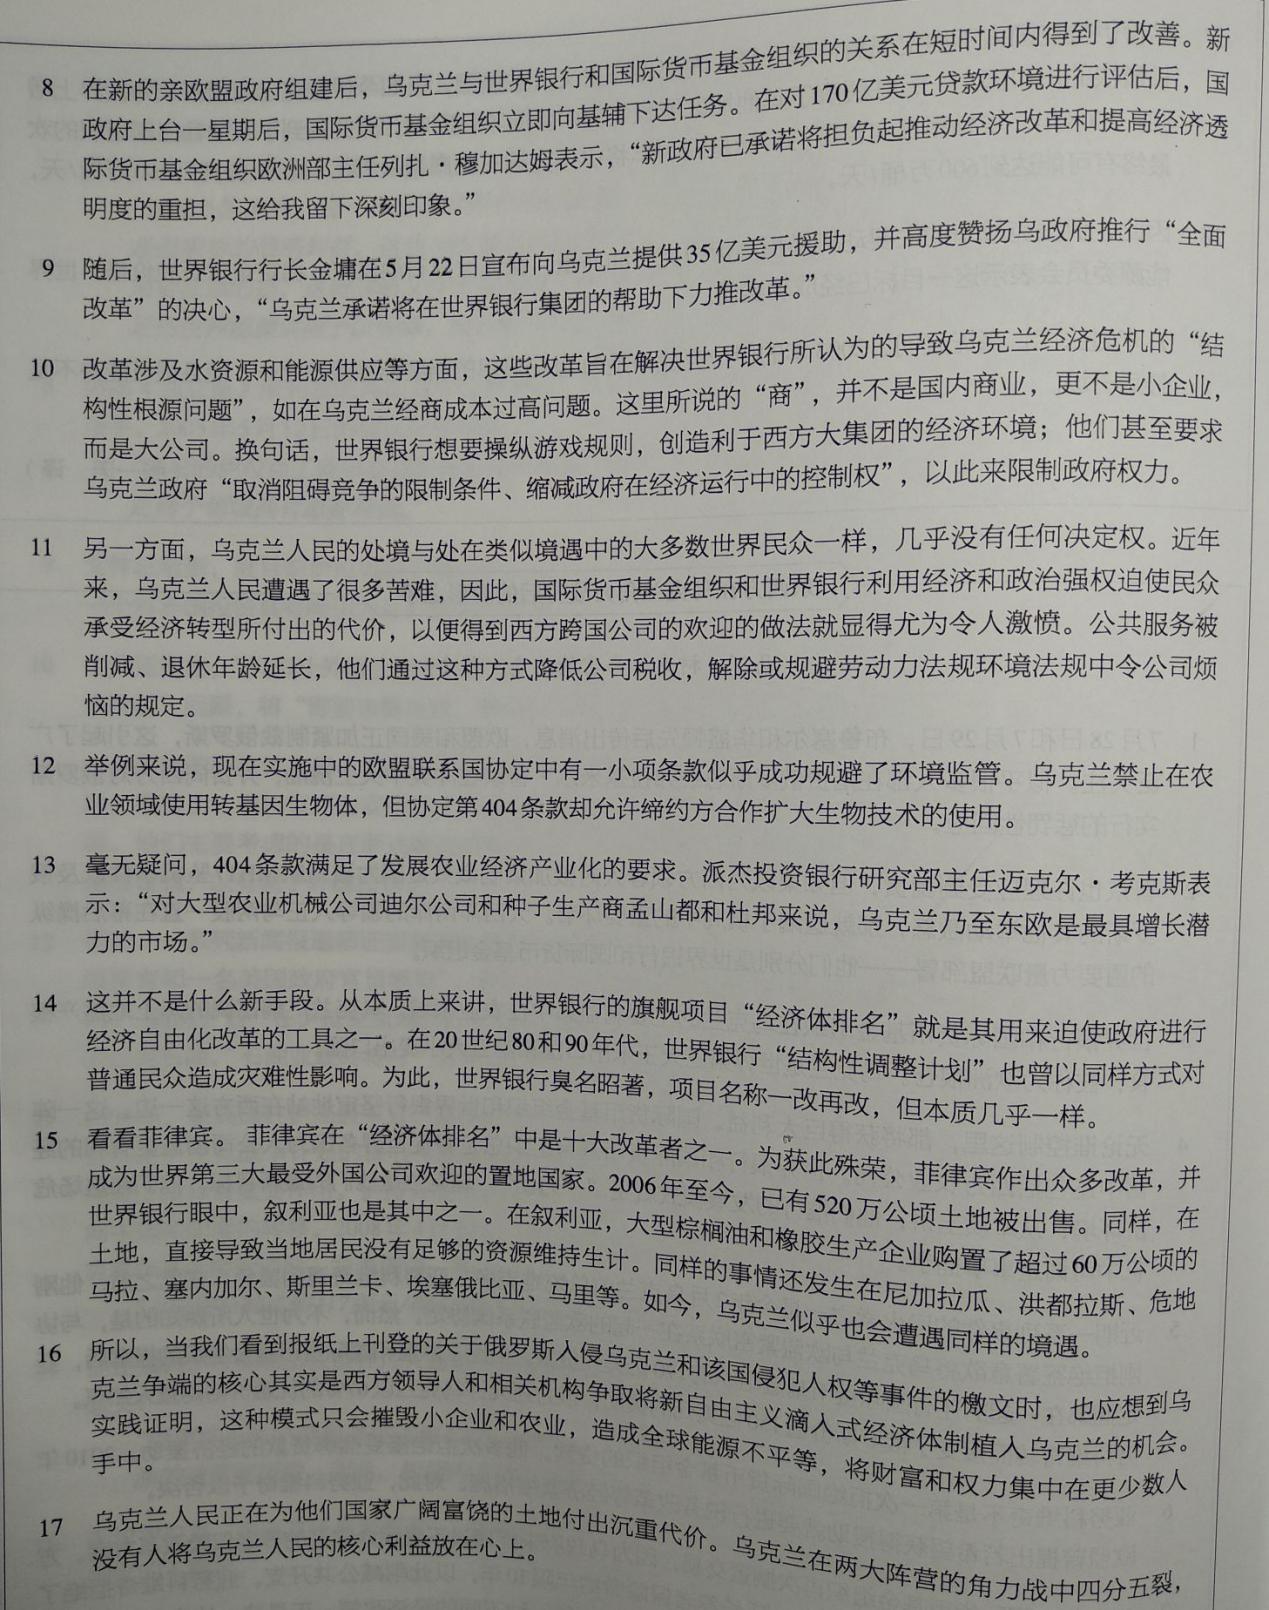 8 在新的亲欧盟政府组建后，乌克兰与世界银行和国际货币基金组织的关系在短时间内得到了改善。新
政府上台一星期后，国际货币基金组织立即向基辅下达任务。在对170亿美元贷款环境进行评估后，国
际货币基金组织欧洲部主任列扎·穆加达姆表示，“新政府已承诺将担负起推动经济改革和提高经济透
明度的重担，这给我留下深刻印象。”
9 随后，世界银行行长金墉在5月22日宣布向乌克兰提供35亿美元援助，并高度赞扬乌政府推行“全面
改革”的决心，“乌克兰承诺将在世界银行集团的帮助下力推改革。”
10 改革涉及水资源和能源供应等方面，这些改革旨在解决世界银行所认为的导致乌克兰经济危机的“结
构性根源问题”，如在乌克兰经商成本过高问题。这里所说的“商”，并不是国内商业，更不是小企业，
而是大公司。换句话，世界银行想要操纵游戏规则，创造利于西方大集团的经济环境；他们甚至要求
乌克兰政府“取消阻碍竞争的限制条件、缩减政府在经济运行中的控制权”，以此来限制政府权力。
11 另一方面，乌克兰人民的处境与处在类似境遇中的大多数世界民众一样，几乎没有任何决定权。近年
来，乌克兰人民遭遇了很多苦难，因此，国际货币基金组织和世界银行利用经济和政治强权迫使民众
承受经济转型所付出的代价，以便得到西方跨国公司的欢迎的做法就显得尤为令人激愤。公共服务被
削减、退休年龄延长，他们通过这种方式降低公司税收，解除或规避劳动力法规环境法规中令公司烦
恼的规定。
12 举例来说，现在实施中的欧盟联系国协定中有一小项条款似乎成功规避了环境监管。乌克兰禁止在农
业领域使用转基因生物体，但协定第404条款却允许缔约方合作扩大生物技术的使用。
13 毫无疑问，404条款满足了发展农业经济产业化的要求。派杰投资银行研究部主任迈克尔·考克斯表
示：“对大型农业机械公司迪尔公司和种子生产商孟山都和杜邦来说，乌克兰乃至东欧是最具增长潜
力的市场。”
14 这并不是什么新手段。从本质上来讲，世界银行的旗舰项目“经济体排名”就是其用来迫使政府进行
经济自由化改革的工具之一。在20世纪80和90年代，世界银行“结构性调整计划”也曾以同样方式对
普通民众造成灾难性影响。为此，世界银行臭名昭著，项目名称一改再改，但本质几乎一样。
15 看看菲律宾。菲律宾在“经济体排名”中是十大改革者之一。为获此殊荣，菲律宾作出众多改革，并
成为世界第三大最受外国公司欢迎的置地国家。2006年至今，已有520万公顷土地被出售。同样，在
世界银行眼中，叙利亚也是其中之一。在叙利亚，大型棕榈油和橡胶生产企业购置了超过60万公顷的
土地，直接导致当地居民没有足够的资源维持生计。同样的事情还发生在尼加拉瓜、洪都拉斯、危地
马拉、塞内加尔、斯里兰卡、埃塞俄比亚、马里等。如今，乌克兰似乎也会遭遇同样的境遇。
16 所以，当我们看到报纸上刊登的关于俄罗斯入侵乌克兰和该国侵犯人权等事件的檄文时，也应想到乌
克兰争端的核心其实是西方领导人和相关机构争取将新自由主义滴入式经济体制植入乌克兰的机会。
实践证明，这种模式只会摧毁小企业和农业，造成全球能源不平等，将财富和权力集中在更少数人
手中。
17 乌克兰人民正在为他们国家广阔富饶的土地付出沉重代价。乌克兰在两大阵营的角力战中四分五裂，
没有人将乌克兰人民的核心利益放在心上。